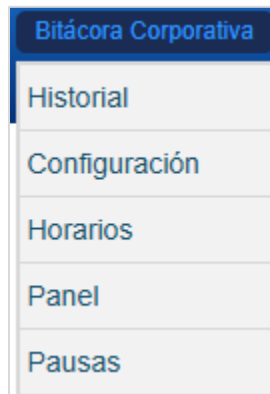 Bitácora Corporativa
Historial
Configuración
Horarios
Panel
Pausas